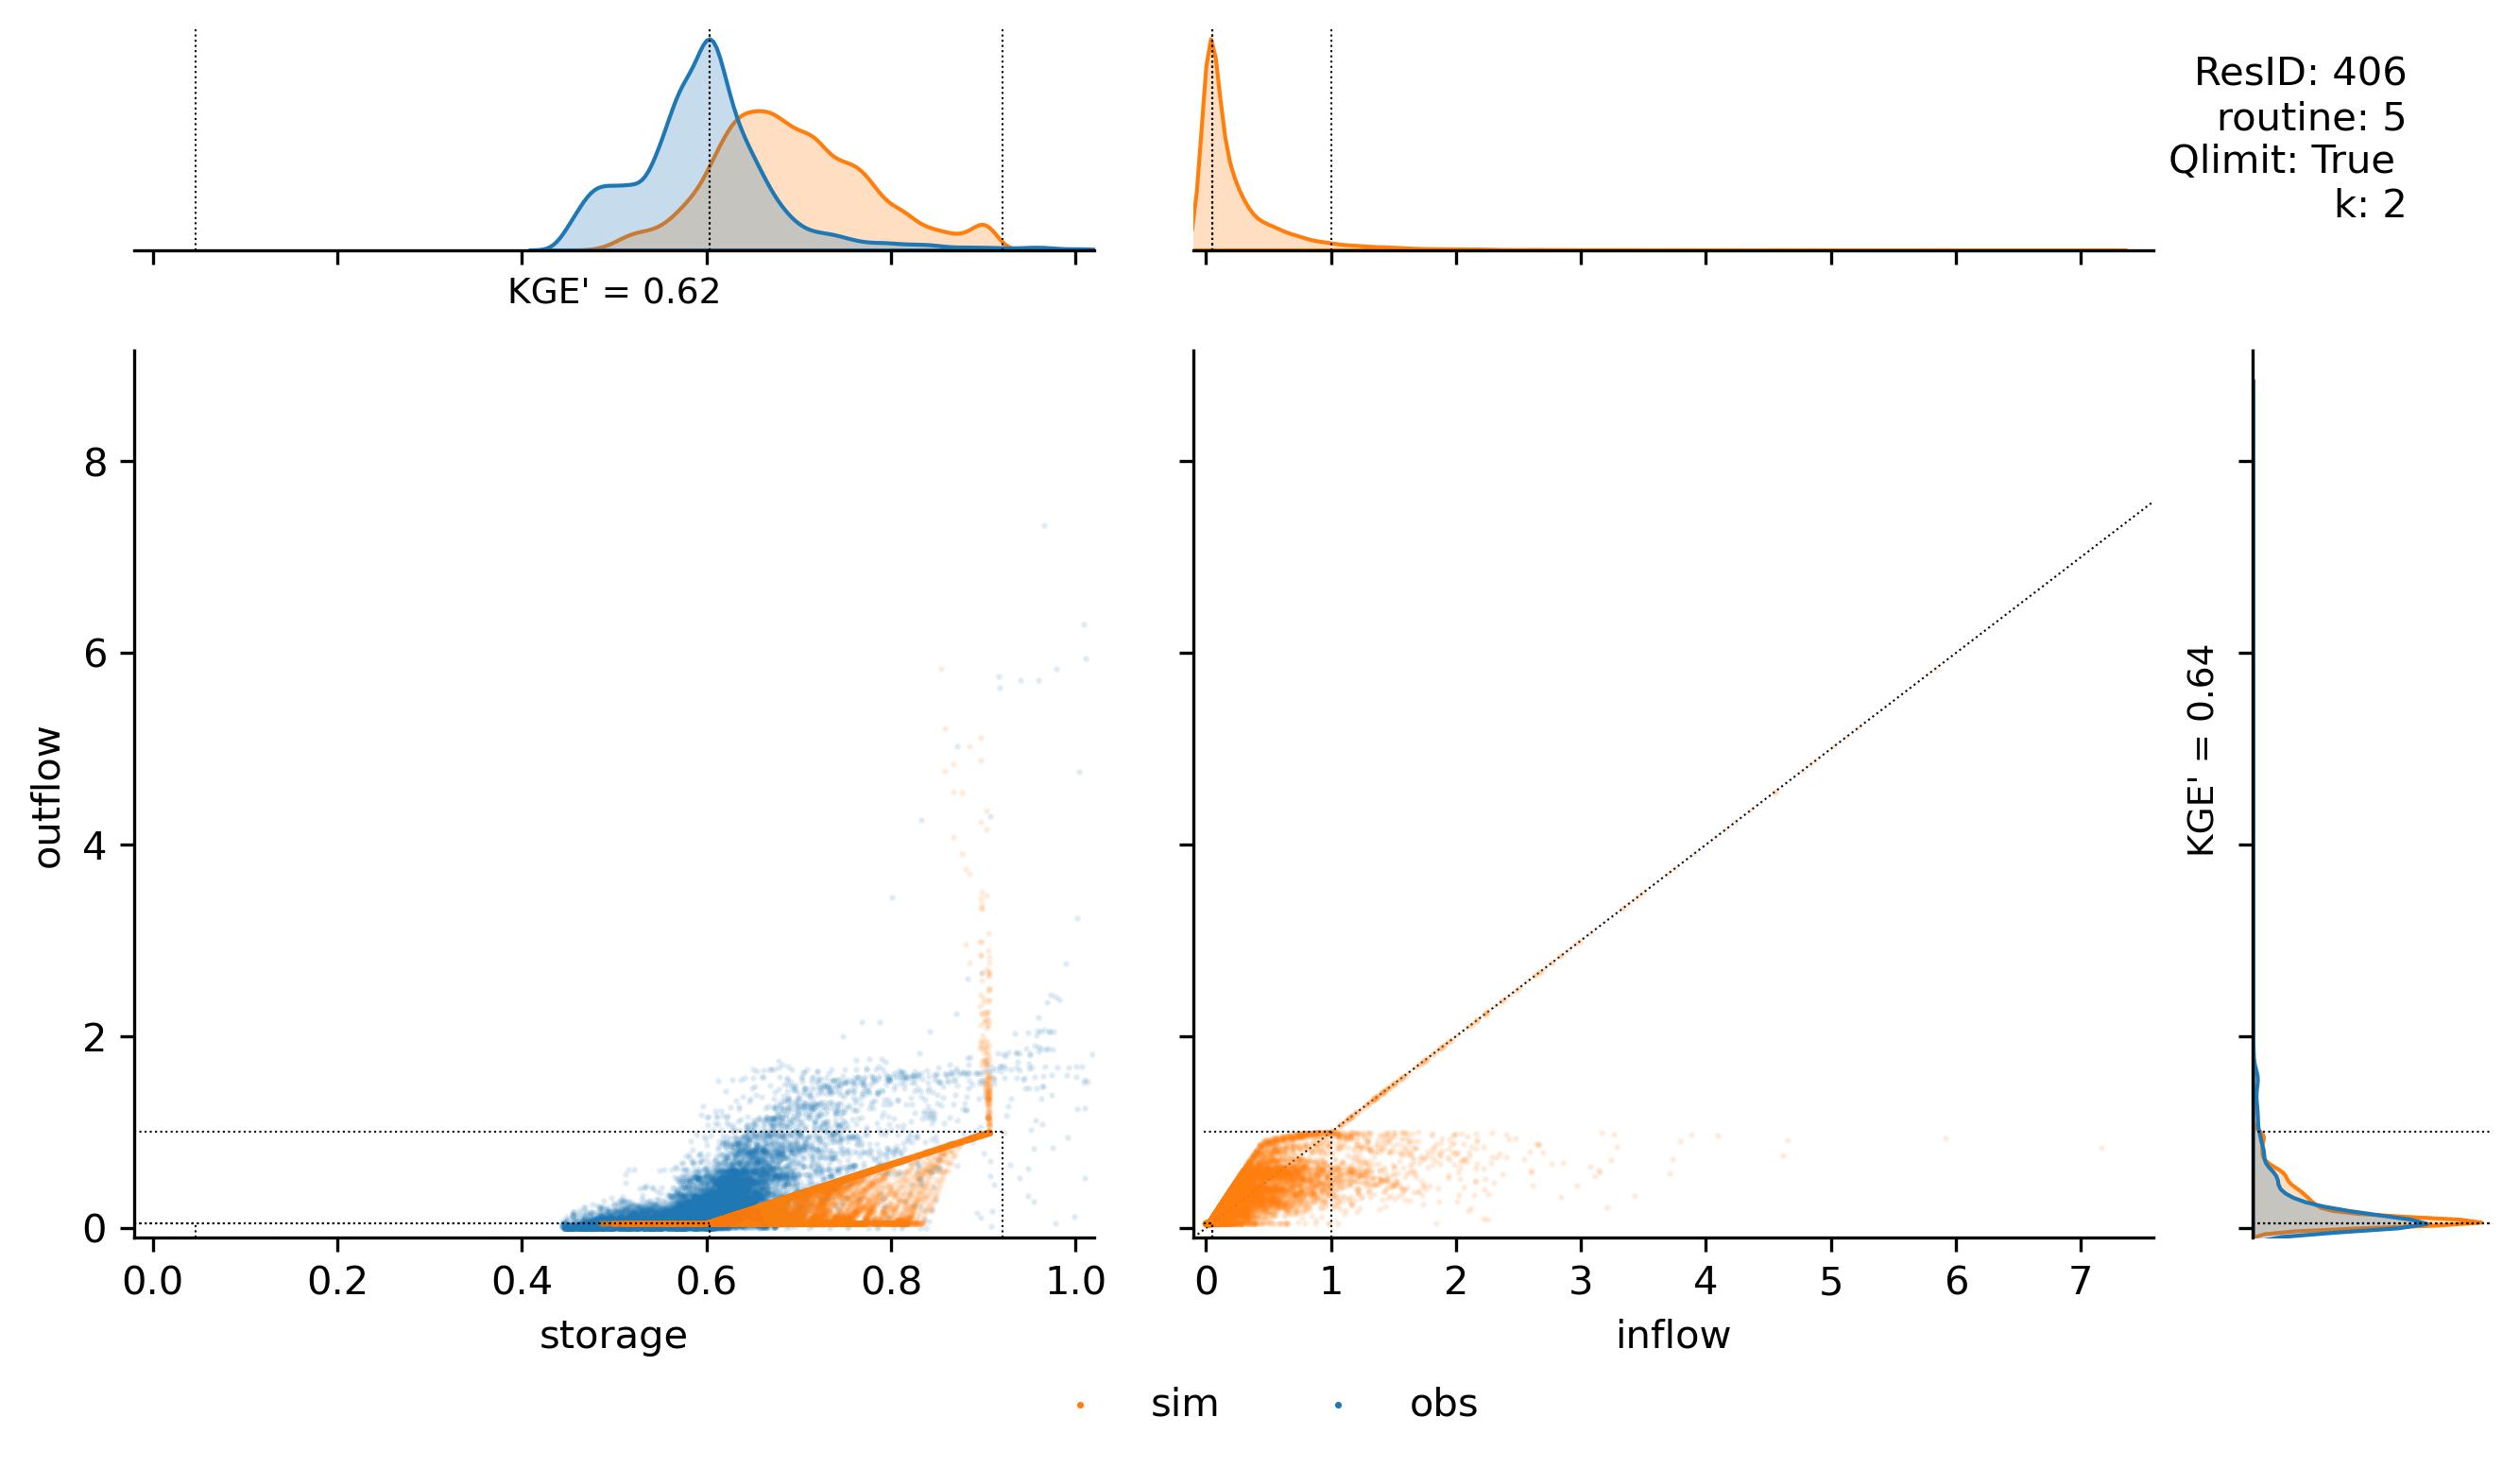 ResID: 406
routine: 5
Qlimit: True
k: 2
KGE' = 0.62
8
6
4
2
0
outflow
KGE' = 0.64
0.0 0.2 0.4 0.6 0.8 1.0
0 1 2 3 4 5 6 7
storage
inflow
sim obs